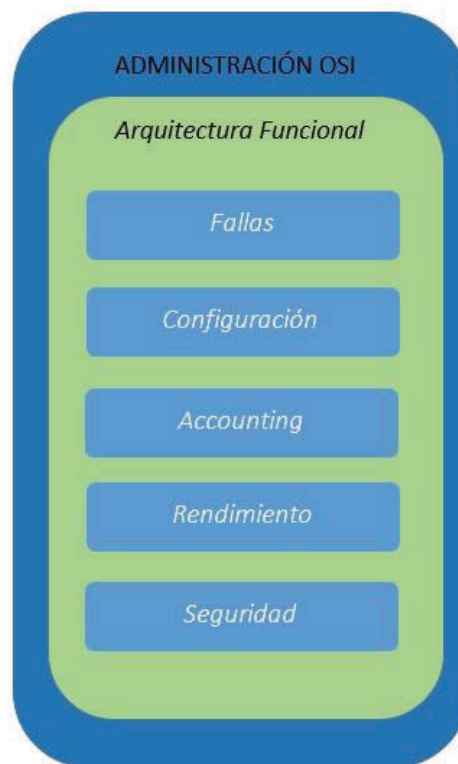 ADMINISTRACIÓN OSI
Arquitectura Funcional
Fallas
Configuración
Accounting
Rendimiento
Seguridad